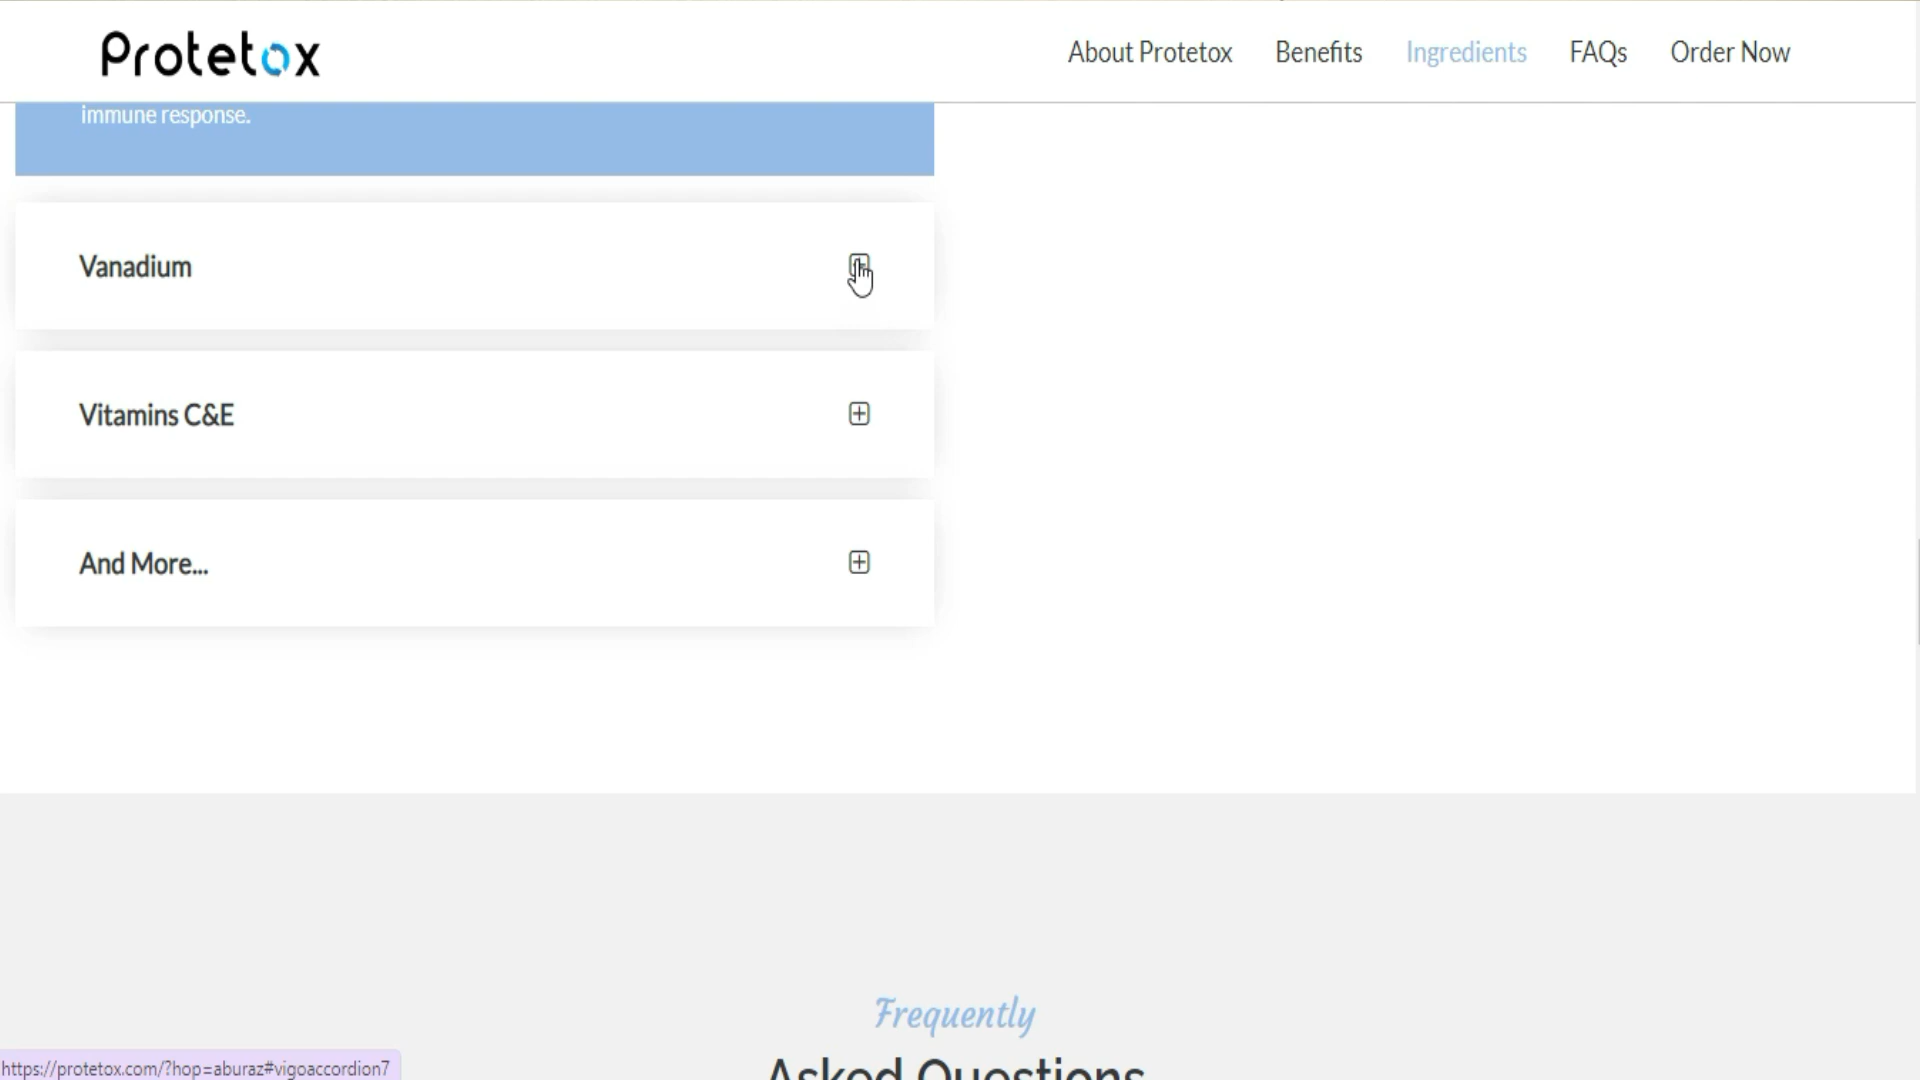 Protetox
About Protetox
Benefits
Ingredients
FAQs
Order Now
immune response.
Vanadium
Vitamins C&E
And More...
Frequently
Asked Questions
https://protetox.com/?hop=aburaz#vigoaccordion7